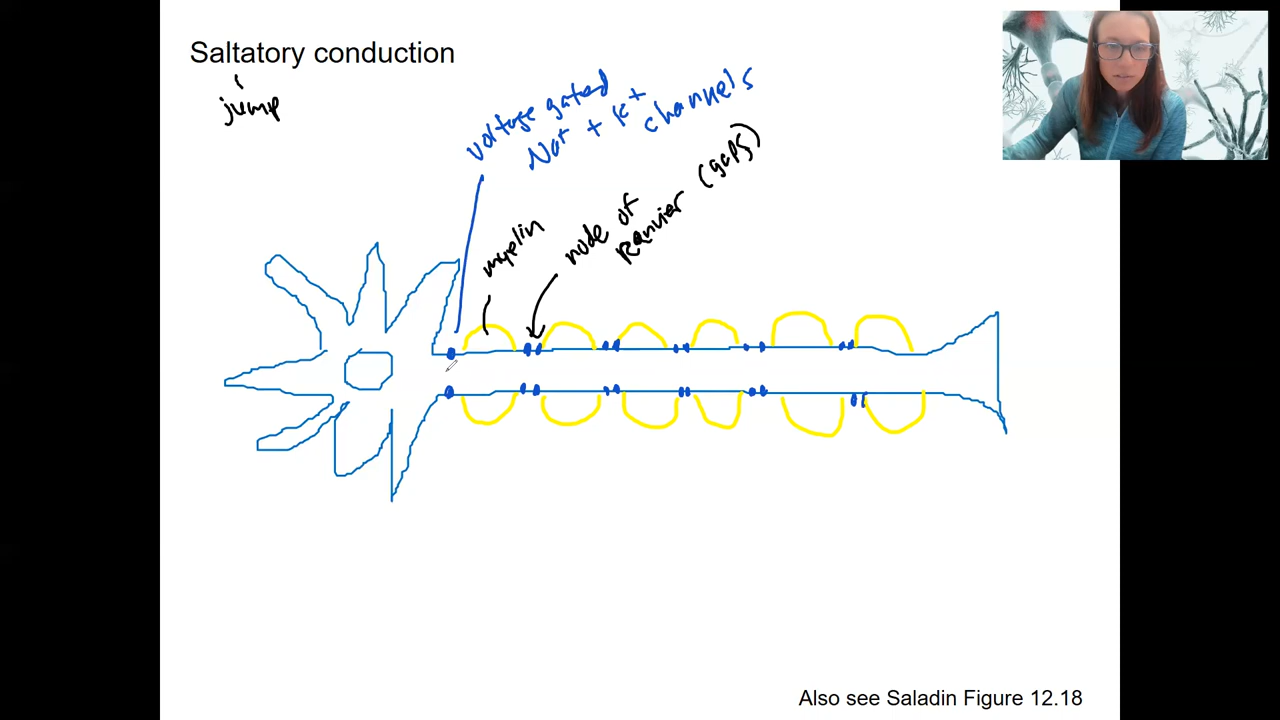 Saltatory conduction
jump
voltage gated
Na+ + K+
channels
myelin
node of
Ranvier (gaps)
Also see Saladin Figure 12.18